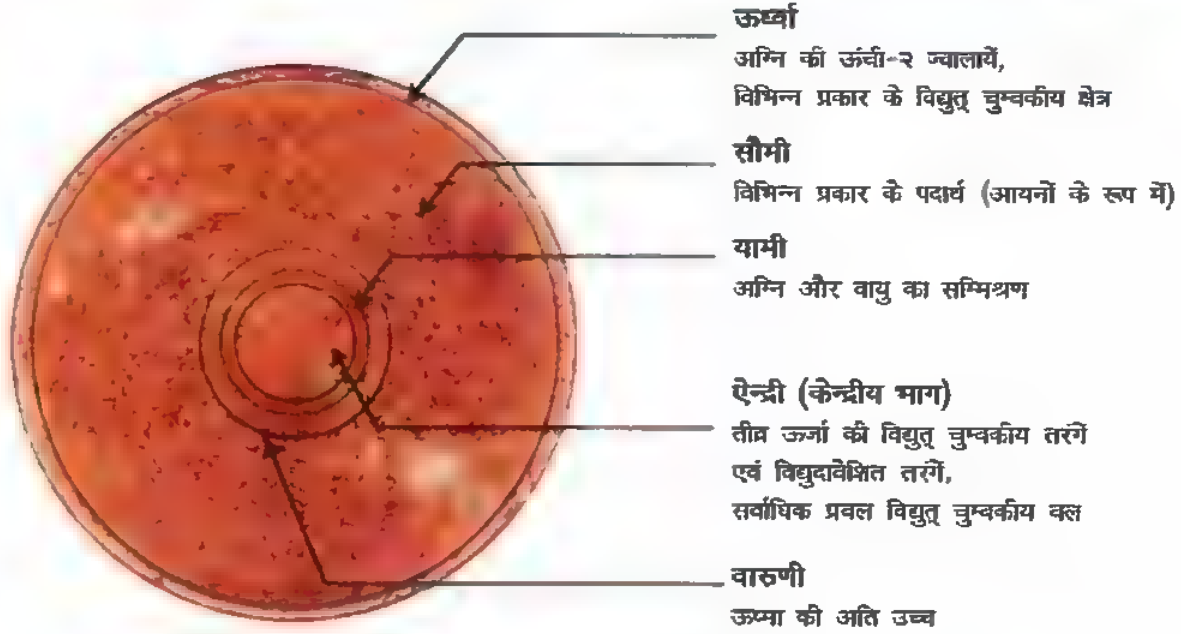 ऊर्ध्वा
अग्नि की ऊंची-२ ज्वालायें,
विभिन्न प्रकार के विद्युत् चुम्बकीय क्षेत्र
सौमी
विभिन्न प्रकार के पदार्थ (आयनों के रूप में)
यामी
अग्नि और वायु का सम्मिश्रण
ऐन्द्री (केन्द्रीय भाग)
तीव्र ऊर्जा की विद्युत् चुम्बकीय तरंगें
एवं विद्युदावेशित तरंगें,
सर्वाधिक प्रबल विद्युत् चुम्बकीय बल
वारुणी
ऊष्मा की अति उच्च